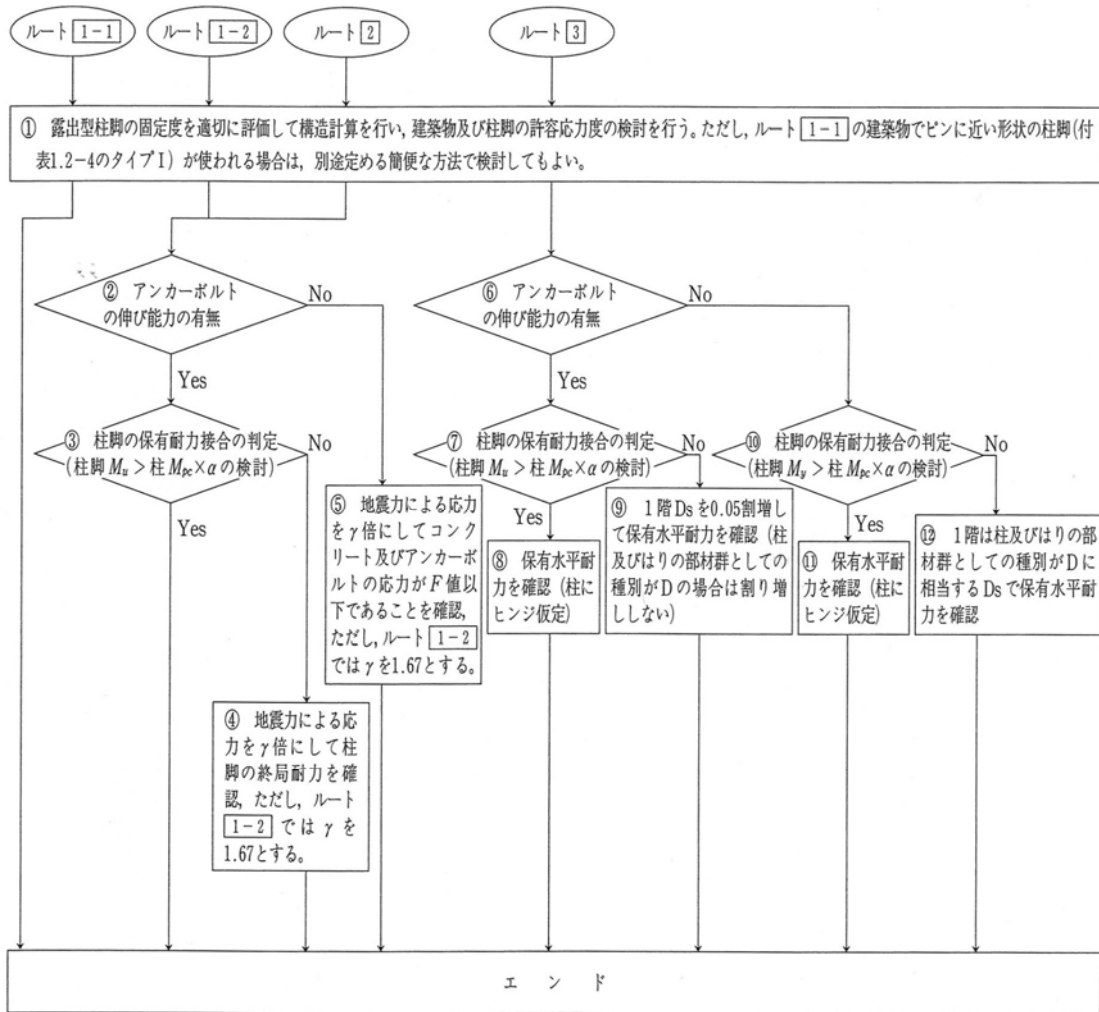 ルート 1-1
ルート 1-2
ルート 2
ルート 3
① 露出型柱脚の固定度を適切に評価して構造計算を行い,建築物及び柱脚の許容応力度の検討を行う。ただし,ルート 1-1 の建築物でピンに近い形状の柱脚(付
表1.2-4のタイプⅠ)が使われる場合は,別途定める簡便な方法で検討してもよい。
② アンカーボルト
の伸び能力の有無
No
Yes
⑥ アンカーボルト
の伸び能力の有無
No
Yes
③ 柱脚の保有耐力接合の判定
(柱脚 Mu > 柱 Mpc×α の検討)
No
Yes
⑦ 柱脚の保有耐力接合の判定
(柱脚 Mu > 柱 Mpc×α の検討)
No
Yes
⑩ 柱脚の保有耐力接合の判定
(柱脚 My > 柱 Mpc×α の検討)
No
Yes
⑤ 地震力による応力
をγ倍にしてコンク
リート及びアンカーボ
ルトの応力がF値以
下であることを確認,
ただし,ルート 1-2
ではγを1.67とする。
⑧ 保有水平耐
力を確認(柱に
ヒンジ仮定)
⑨ 1階 Ds を0.05割増し
て保有水平耐力を確認(柱
及びはりの部材群としての
種別がDの場合は割り増
ししない)
⑪ 保有水平耐
力を確認(柱に
ヒンジ仮定)
⑫ 1階は柱及びはりの部
材群としての種別がDに
相当する Ds で保有水平耐
力を確認
④ 地震力による応
力をγ倍にして柱
脚の終局耐力を確
認,ただし,ルート
1-2 ではγを
1.67とする。
エンド